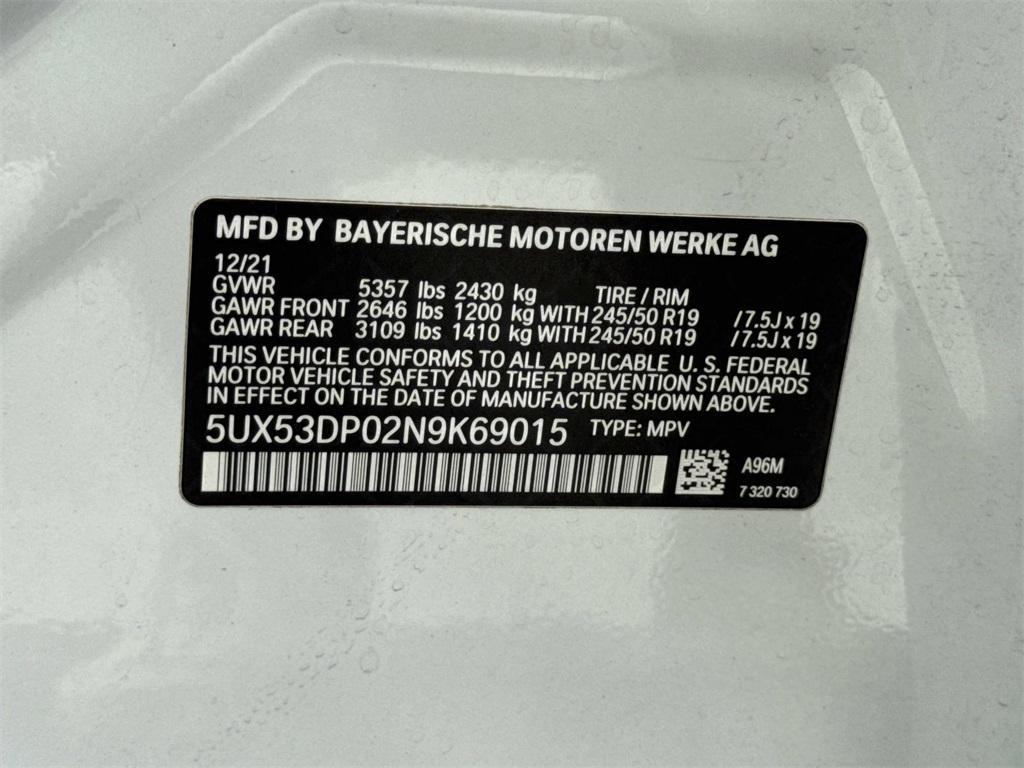 MFD BY BAYERISCHE MOTOREN WERKE AG
12/21
GVWR 5357 lbs 2430 kg TIRE / RIM
GAWR FRONT 2646 lbs 1200 kg WITH 245/50 R19 /7.5J x 19
GAWR REAR 3109 lbs 1410 kg WITH 245/50 R19 /7.5J x 19
THIS VEHICLE CONFORMS TO ALL APPLICABLE U. S. FEDERAL
MOTOR VEHICLE SAFETY AND THEFT PREVENTION STANDARDS
IN EFFECT ON THE DATE OF MANUFACTURE SHOWN ABOVE.
5UX53DP02N9K69015 TYPE: MPV
A96M
7 320 730